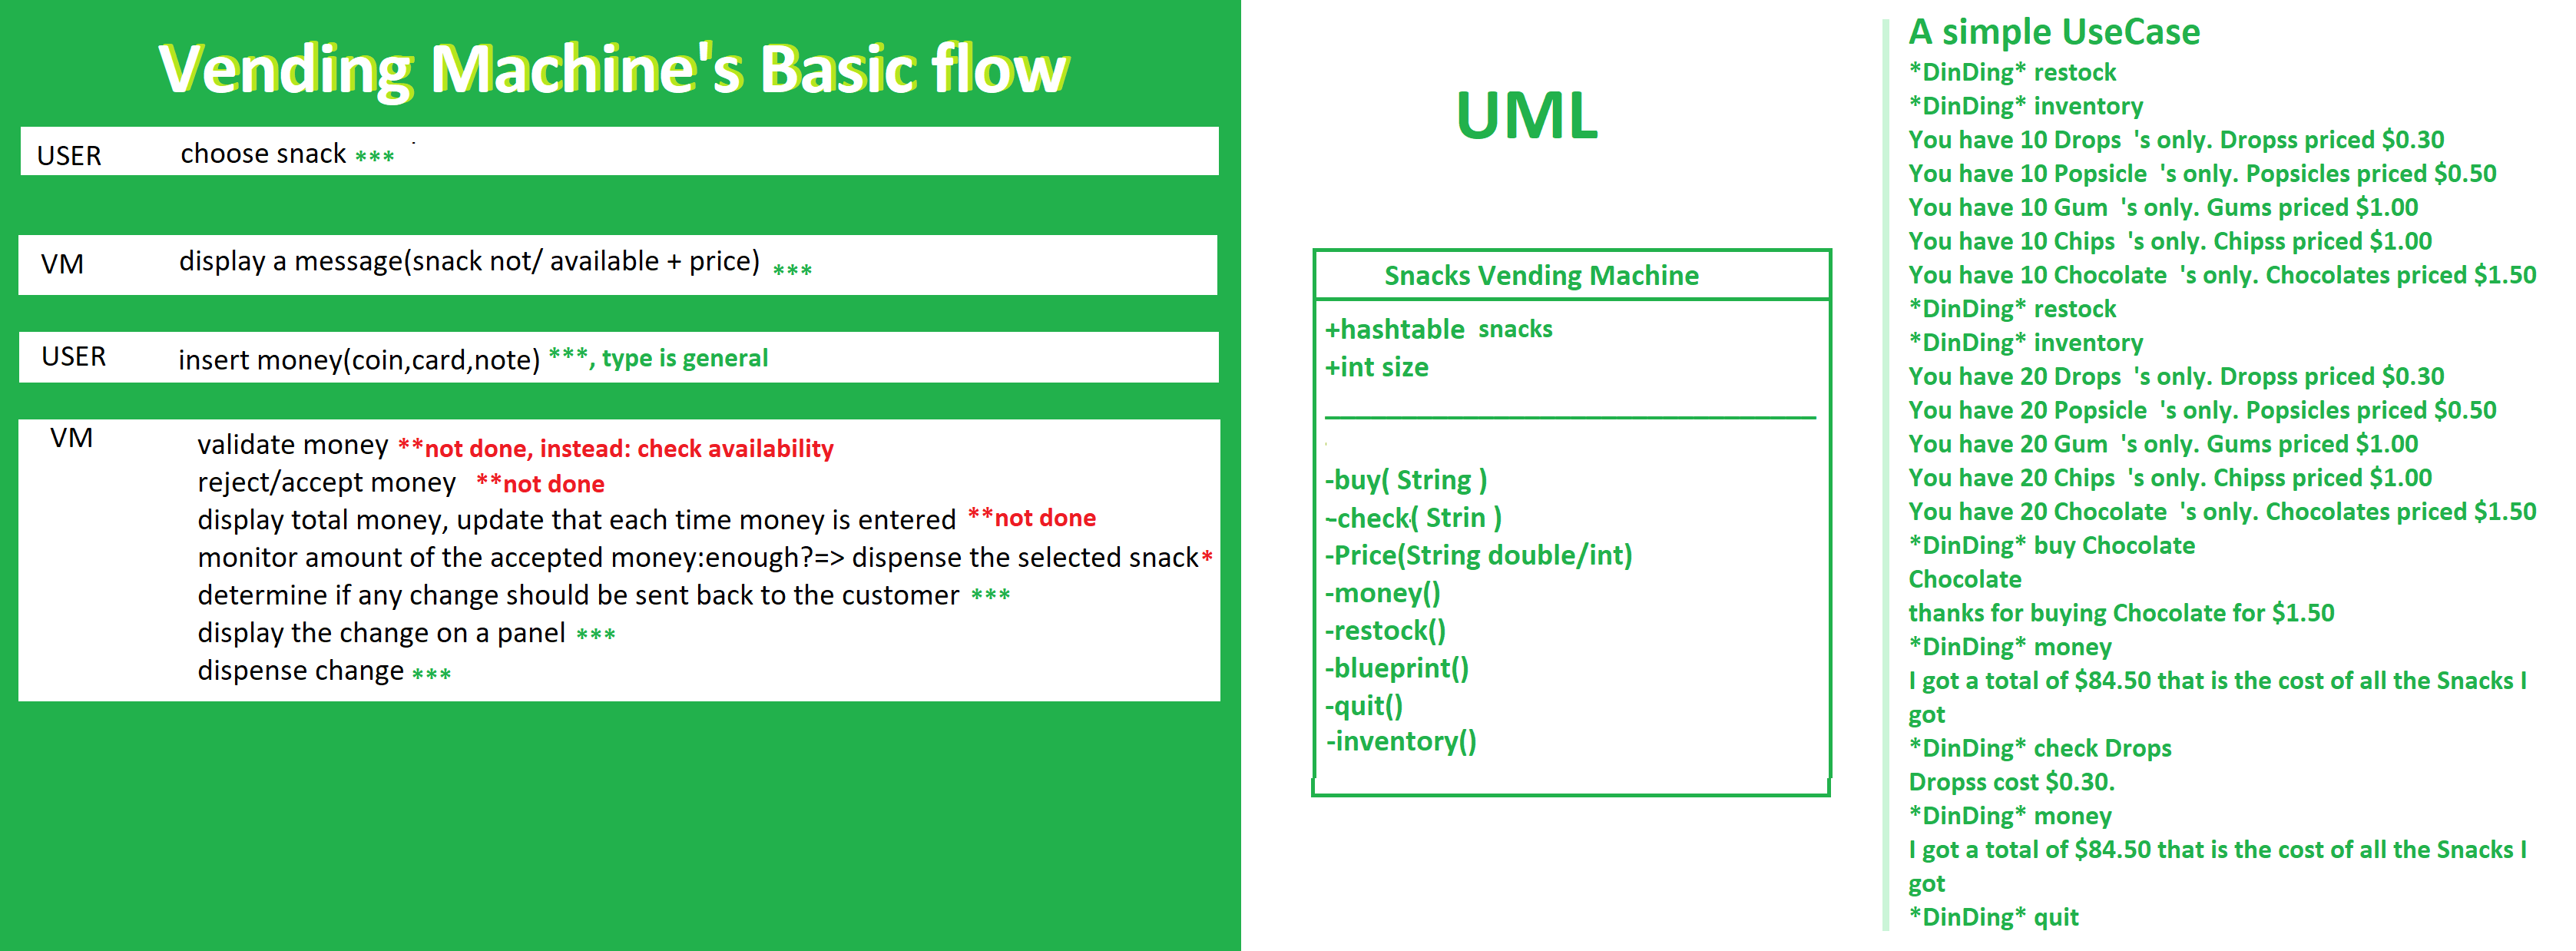 Vending Machine's Basic flow
USER choose snack ***
VM display a message(snack not/ available + price) ***
USER insert money(coin,card,note) ***, type is general
VM
validate money **not done, instead: check availability
reject/accept money **not done
display total money, update that each time money is entered **not done
monitor amount of the accepted money:enough?=> dispense the selected snack*
determine if any change should be sent back to the customer ***
display the change on a panel ***
dispense change ***
UML
Snacks Vending Machine
+hashtable snacks
+int size
-buy( String )
-check( Strin )
-Price(String double/int)
-money()
-restock()
-blueprint()
-quit()
-inventory()
A simple UseCase
*DinDing* restock
*DinDing* inventory
You have 10 Drops 's only. Dropss priced $0.30
You have 10 Popsicle 's only. Popsicles priced $0.50
You have 10 Gum 's only. Gums priced $1.00
You have 10 Chips 's only. Chipss priced $1.00
You have 10 Chocolate 's only. Chocolates priced $1.50
*DinDing* restock
*DinDing* inventory
You have 20 Drops 's only. Dropss priced $0.30
You have 20 Popsicle 's only. Popsicles priced $0.50
You have 20 Gum 's only. Gums priced $1.00
You have 20 Chips 's only. Chipss priced $1.00
You have 20 Chocolate 's only. Chocolates priced $1.50
*DinDing* buy Chocolate
Chocolate
thanks for buying Chocolate for $1.50
*DinDing* money
I got a total of $84.50 that is the cost of all the Snacks I
got
*DinDing* check Drops
Dropss cost $0.30.
*DinDing* money
I got a total of $84.50 that is the cost of all the Snacks I
got
*DinDing* quit